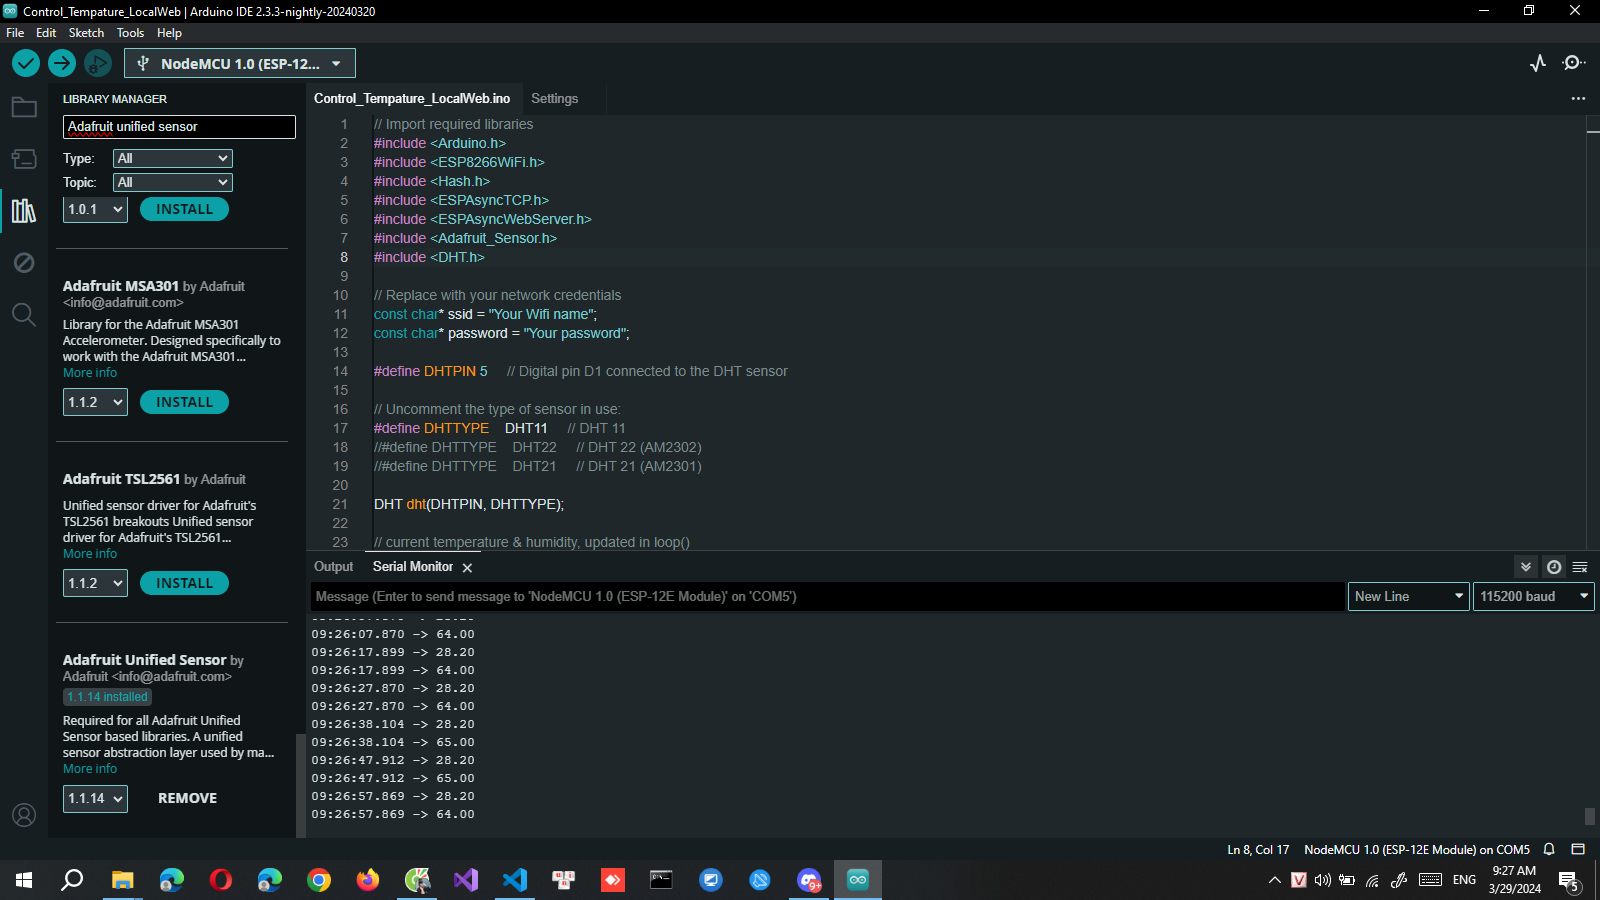 Control_Tempature_LocalWeb | Arduino IDE 2.3.3-nightly-20240320
File Edit Sketch Tools Help
NodeMCU 1.0 (ESP-12...
LIBRARY MANAGER
Adafruit unified sensor
Type: All
Topic: All
1.0.1 INSTALL
Adafruit MSA301 by Adafruit
<info@adafruit.com>
Library for the Adafruit MSA301
Accelerometer. Designed specifically to
work with the Adafruit MSA301...
More info
1.1.2 INSTALL
Adafruit TSL2561 by Adafruit
Unified sensor driver for Adafruit's
TSL2561 breakouts Unified sensor
driver for Adafruit's TSL2561...
More info
1.1.2 INSTALL
Adafruit Unified Sensor by
Adafruit <info@adafruit.com>
1.1.14 installed
Required for all Adafruit Unified
Sensor based libraries. A unified
sensor abstraction layer used by ma...
More info
1.1.14 REMOVE
Control_Tempature_LocalWeb.ino Settings
1 // Import required libraries
2 #include <Arduino.h>
3 #include <ESP8266WiFi.h>
4 #include <Hash.h>
5 #include <ESPAsyncTCP.h>
6 #include <ESPAsyncWebServer.h>
7 #include <Adafruit_Sensor.h>
8 #include <DHT.h>
9
10 // Replace with your network credentials
11 const char* ssid = "Your Wifi name";
12 const char* password = "Your password";
13
14 #define DHTPIN 5 // Digital pin D1 connected to the DHT sensor
15
16 // Uncomment the type of sensor in use:
17 #define DHTTYPE DHT11 // DHT 11
18 //#define DHTTYPE DHT22 // DHT 22 (AM2302)
19 //#define DHTTYPE DHT21 // DHT 21 (AM2301)
20
21 DHT dht(DHTPIN, DHTTYPE);
22
23 // current temperature & humidity, updated in loop()
Output Serial Monitor
Message (Enter to send message to 'NodeMCU 1.0 (ESP-12E Module)' on 'COM5')
New Line 115200 baud
09:26:07.870 -> 64.00
09:26:17.899 -> 28.20
09:26:17.899 -> 64.00
09:26:27.870 -> 28.20
09:26:27.870 -> 64.00
09:26:38.104 -> 28.20
09:26:38.104 -> 65.00
09:26:47.912 -> 28.20
09:26:47.912 -> 65.00
09:26:57.869 -> 28.20
09:26:57.869 -> 64.00
Ln 8, Col 17 NodeMCU 1.0 (ESP-12E Module) on COM5
9+
V
ENG
9:27 AM
3/29/2024
5